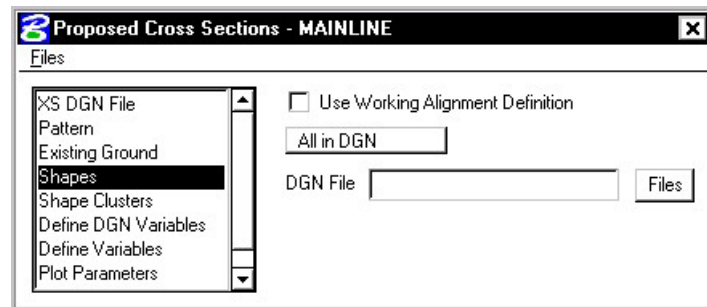 Proposed Cross Sections - MAINLINE
Files
XS DGN File
Pattern
Existing Ground
Shapes
Shape Clusters
Define DGN Variables
Define Variables
Plot Parameters
Use Working Alignment Definition
All in DGN
DGN File
Files